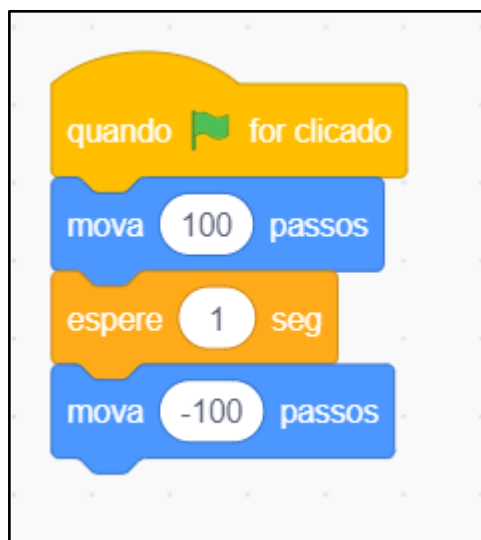 quando for clicado
mova 100 passos
espere 1 seg
mova -100 passos